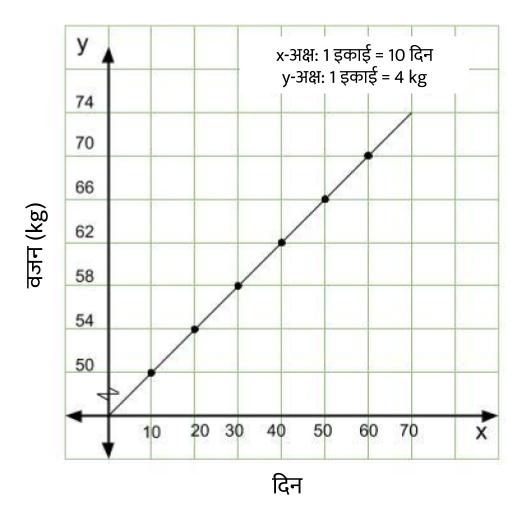 y
x-अक्ष: 1 इकाई = 10 दिन
y-अक्ष: 1 इकाई = 4 kg
74
70
66
62
58
54
50
वजन (kg)
10 20 30 40 50 60 70 x
दिन